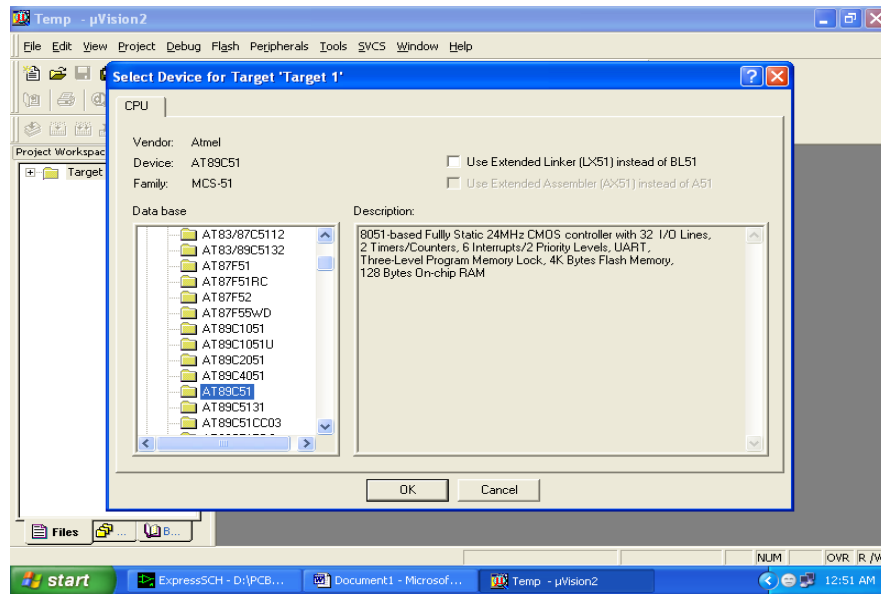 Temp - µVision2
File Edit View Project Debug Flash Peripherals Tools SVCS Window Help
Select Device for Target 'Target 1'
CPU
Vendor: Atmel
Device: AT89C51
Family: MCS-51
Use Extended Linker (LX51) instead of BL51
Use Extended Assembler (AX51) instead of A51
Project Workspac
Target
Data base
AT83/87C5112
AT83/89C5132
AT87F51
AT87F51RC
AT87F52
AT87F55WD
AT89C1051
AT89C1051U
AT89C2051
AT89C4051
AT89C51
AT89C5131
AT89C51CC03
Description:
8051-based Fullly Static 24MHz CMOS controller with 32 I/O Lines,
2 Timers/Counters, 6 Interrupts/2 Priority Levels, UART,
Three-Level Program Memory Lock, 4K Bytes Flash Memory,
128 Bytes On-chip RAM
OK Cancel
Files ... B...
NUM OVR R/W
start ExpressSCH - D:\PCB... Document1 - Microsof... Temp - µVision2 12:51 AM